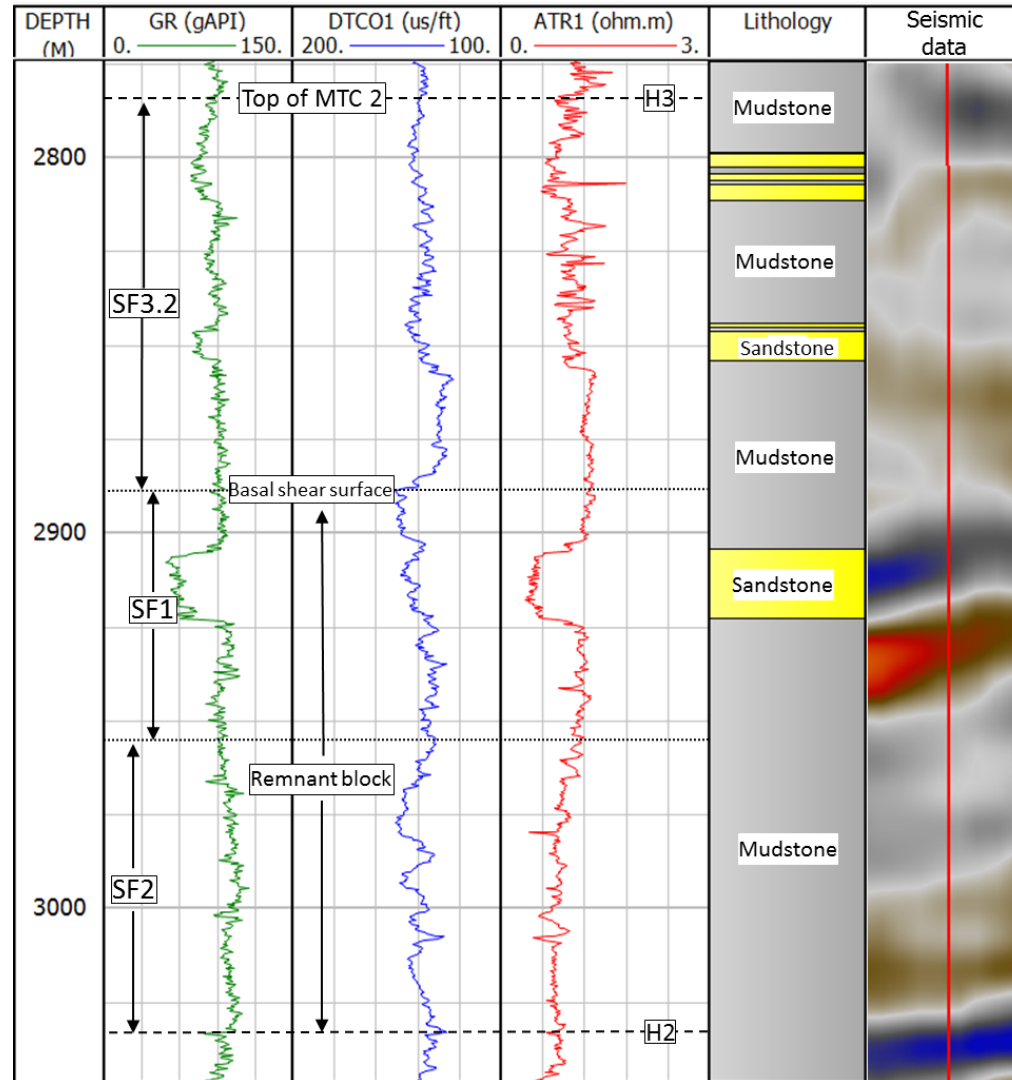 DEPTH (M)
GR (gAPI)
0. 150.
DTCO1 (us/ft)
200. 100.
ATR1 (ohm.m)
0. 3.
Lithology
Seismic data
Top of MTC 2
H3
Mudstone
2800
Mudstone
SF3.2
Sandstone
Mudstone
Basal shear surface
2900
Sandstone
SF1
Remnant block
Mudstone
SF2
3000
H2